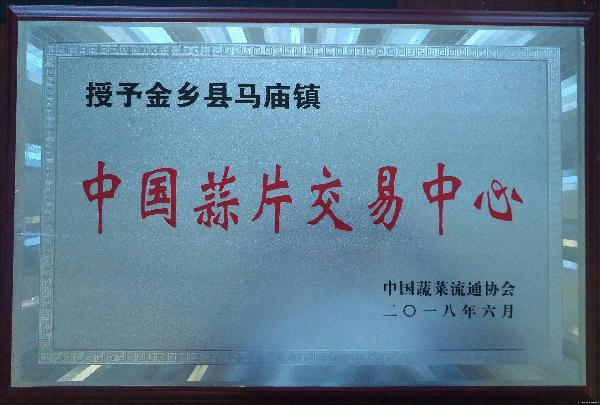 授予金乡县马庙镇
中国蒜片交易中心
中国蔬菜流通协会
二〇一八年六月